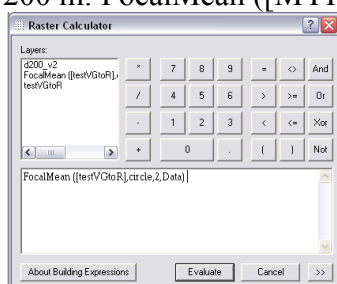 200 m. FocalMean
Raster Calculator
Layers:
d200_v2
FocalMean ([testVGtoR],
testVGtoR
* 7 8 9 = <> And
/ 4 5 6 > >= Or
- 1 2 3 < <= Xor
+ 0 . ( ) Not
FocalMean ([testVGtoR],circle,2,Data)
About Building Expressions Evaluate Cancel >>